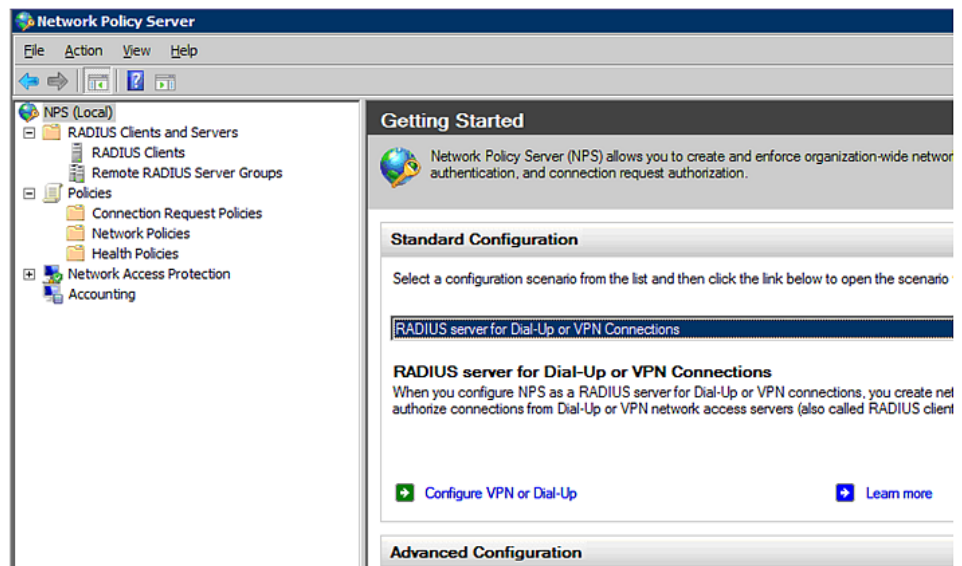 Network Policy Server
File Action View Help
NPS (Local)
RADIUS Clients and Servers
RADIUS Clients
Remote RADIUS Server Groups
Policies
Connection Request Policies
Network Policies
Health Policies
Network Access Protection
Accounting
Getting Started
Network Policy Server (NPS) allows you to create and enforce organization-wide networ
authentication, and connection request authorization.
Standard Configuration
Select a configuration scenario from the list and then click the link below to open the scenario
RADIUS server for Dial-Up or VPN Connections
RADIUS server for Dial-Up or VPN Connections
When you configure NPS as a RADIUS server for Dial-Up or VPN connections, you create net
authorize connections from Dial-Up or VPN network access servers (also called RADIUS client
Configure VPN or Dial-Up Learn more
Advanced Configuration